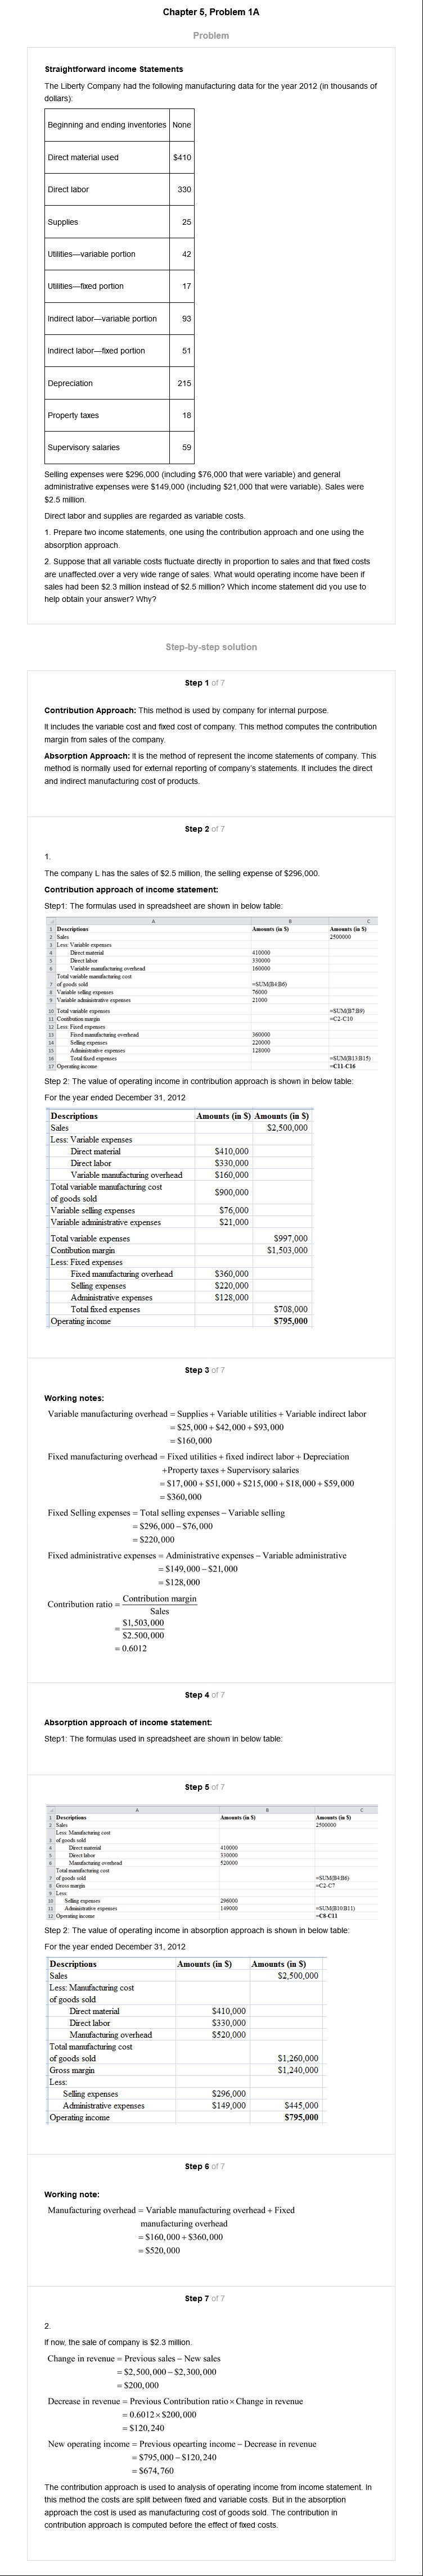 Chapter 5, Problem 1A
Problem
Straightforward income Statements
The Liberty Company had the following manufacturing data for the year 2012 (in thousands of
dollars):
Beginning and ending inventories None
Direct material used $410
Direct labor 330
Supplies 25
Utilities—variable portion 42
Utilities—fixed portion 17
Indirect labor—variable portion 93
Indirect labor—fixed portion 51
Depreciation 215
Property taxes 18
Supervisory salaries 59
Selling expenses were $296,000 (including $76,000 that were variable) and general
administrative expenses were $149,000 (including $21,000 that were variable). Sales were
$2.5 million.
Direct labor and supplies are regarded as variable costs.
1. Prepare two income statements, one using the contribution approach and one using the
absorption approach.
2. Suppose that all variable costs fluctuate directly in proportion to sales and that fixed costs
are unaffected.over a very wide range of sales. What would operating income have been if
sales had been $2.3 million instead of $2.5 million? Which income statement did you use to
help obtain your answer? Why?
Step-by-step solution
Step 1 of 7
Contribution Approach: This method is used by company for internal purpose.
It includes the variable cost and fixed cost of company. This method computes the contribution
margin from sales of the company.
Absorption Approach: It is the method of represent the income statements of company. This
method is normally used for external reporting of company's statements. It includes the direct
and indirect manufacturing cost of products.
Step 2 of 7
1.
The company L has the sales of $2.5 million, the selling expense of $296,000.
Contribution approach of income statement:
Step1: The formulas used in spreadsheet are shown in below table:
A B C
1 Descriptions Amounts (in $) Amounts (in $)
2 Sales 2500000
3 Less: Variable expenses
4 Direct material 410000
5 Direct labor 330000
6 Variable manufacturing overhead 160000
Total variable manufacturing cost
7 of goods sold =SUM(B4:B6)
8 Variable selling expenses 76000
9 Variable administrative expenses 21000
10 Total variable expenses =SUM(B7:B9)
11 Contibution margin =C2-C10
12 Less: Fixed expenses
13 Fixed manufacturing overhead 360000
14 Selling expenses 220000
15 Administrative expenses 128000
16 Total fixed expenses =SUM(B13:B15)
17 Operating income =C11-C16
Step 2: The value of operating income in contribution approach is shown in below table:
For the year ended December 31, 2012
Descriptions Amounts (in $) Amounts (in $)
Sales $2,500,000
Less: Variable expenses
Direct material $410,000
Direct labor $330,000
Variable manufacturing overhead $160,000
Total variable manufacturing cost
of goods sold $900,000
Variable selling expenses $76,000
Variable administrative expenses $21,000
Total variable expenses $997,000
Contibution margin $1,503,000
Less: Fixed expenses
Fixed manufacturing overhead $360,000
Selling expenses $220,000
Administrative expenses $128,000
Total fixed expenses $708,000
Operating income $795,000
Step 3 of 7
Working notes:
Variable manufacturing overhead = Supplies + Variable utilities + Variable indirect labor
= $25,000 + $42,000 + $93,000
= $160,000
Fixed manufacturing overhead = Fixed utilities + fixed indirect labor + Depreciation
+Property taxes + Supervisory salaries
= $17,000 + $51,000 + $215,000 + $18,000 + $59,000
= $360,000
Fixed Selling expenses = Total selling expenses − Variable selling
= $296,000 − $76,000
= $220,000
Fixed administrative expenses = Administrative expenses − Variable administrative
= $149,000 − $21,000
= $128,000
Contribution ratio = Contribution margin
Sales
= $1,503,000
$2.500,000
= 0.6012
Step 4 of 7
Absorption approach of income statement:
Step1: The formulas used in spreadsheet are shown in below table:
Step 5 of 7
A B C
1 Descriptions Amounts (in $) Amounts (in $)
2 Sales 2500000
Less: Manufacturing cost
3 of goods sold
4 Direct material 410000
5 Direct labor 330000
6 Manufacturing overhead 520000
Total manufacturing cost
7 of goods sold =SUM(B4:B6)
8 Gross margin =C2-C7
9 Less:
10 Selling expenses 296000
11 Administrative expenses 149000 =SUM(B10:B11)
12 Operating income =C8-C11
Step 2: The value of operating income in absorption approach is shown in below table:
For the year ended December 31, 2012
Descriptions Amounts (in $) Amounts (in $)
Sales $2,500,000
Less: Manufacturing cost
of goods sold
Direct material $410,000
Direct labor $330,000
Manufacturing overhead $520,000
Total manufacturing cost
of goods sold $1,260,000
Gross margin $1,240,000
Less:
Selling expenses $296,000
Administrative expenses $149,000 $445,000
Operating income $795,000
Step 6 of 7
Working note:
Manufacturing overhead = Variable manufacturing overhead + Fixed
manufacturing overhead
= $160,000 + $360,000
= $520,000
Step 7 of 7
2.
If now, the sale of company is $2.3 million.
Change in revenue = Previous sales − New sales
= $2,500,000 − $2,300,000
= $200,000
Decrease in revenue = Previous Contribution ratio × Change in revenue
= 0.6012 × $200,000
= $120,240
New operating income = Previous opearting income − Decrease in revenue
= $795,000 − $120,240
= $674,760
The contribution approach is used to analysis of operating income from income statement. In
this method the costs are split between fixed and variable costs. But in the absorption
approach the cost is used as manufacturing cost of goods sold. The contribution in
contribution approach is computed before the effect of fixed costs.